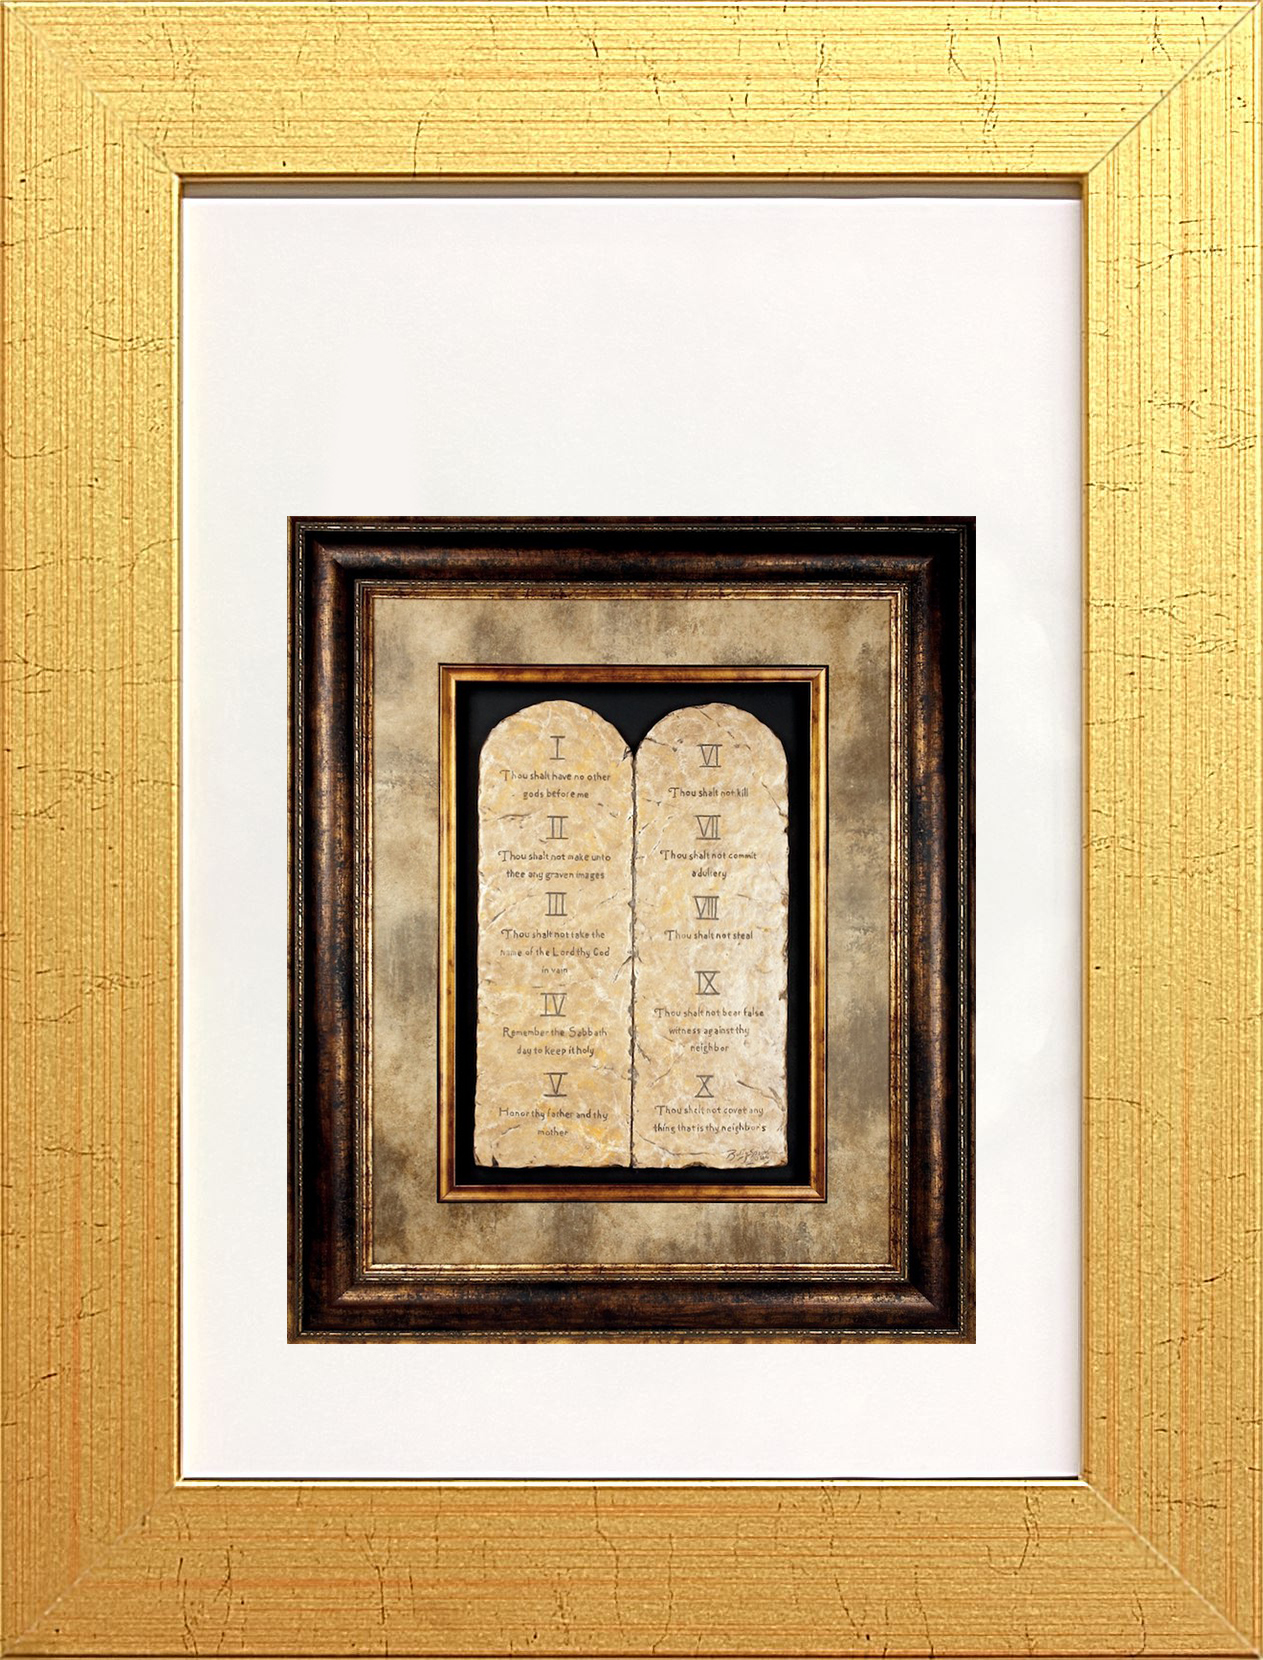 I
Thou shalt have no other
gods before me
II
Thou shalt not make unto
thee any graven images
III
Thou shalt not take the
name of the Lord thy God
in vain
IV
Remember the Sabbath
day to keep it holy
V
Honor thy father and thy
mother
VI
Thou shalt not kill
VII
Thou shalt not commit
adultery
VIII
Thou shalt not steal
IX
Thou shalt not bear false
witness against thy
neighbor
X
Thou shalt not covet any
thing that is thy neighbor's